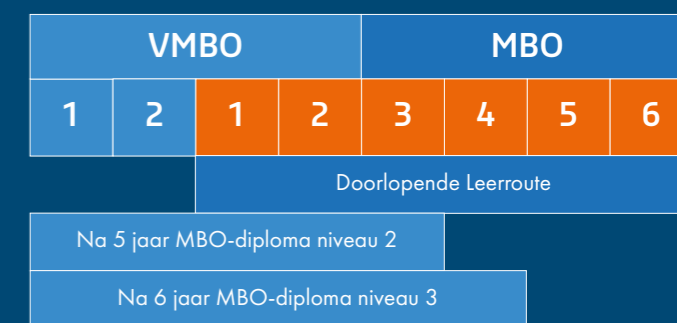 VMBO MBO
1 2 1 2 3 4 5 6
Doorlopende Leerroute
Na 5 jaar MBO-diploma niveau 2
Na 6 jaar MBO-diploma niveau 3